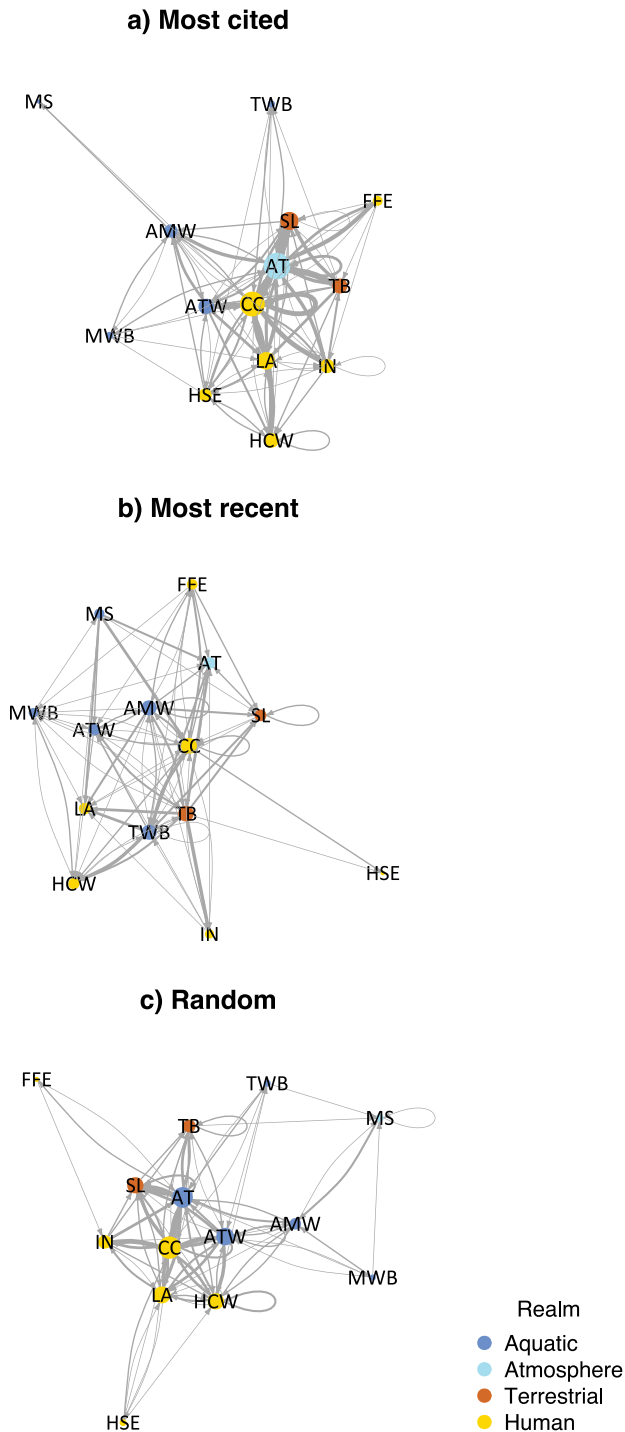 a) Most cited
MS
TWB
FFE
SL
AMW
AT
TB
ATW
CC
MWB
LA
IN
HSE
HCW
b) Most recent
FFE
MS
AT
AMW
MWB
SL
ATW
CC
LA
TB
TWB
HSE
HCW
IN
c) Random
FFE
TWB
MS
TB
SL
AT
AMW
ATW
IN
CC
MWB
LA
HCW
HSE
Realm
Aquatic
Atmosphere
Terrestrial
Human